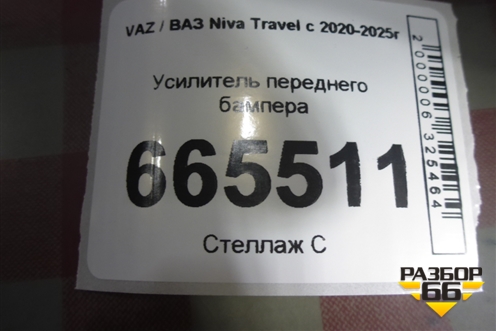 VAZ / ВАЗ Niva Travel с 2020-2025г
Усилитель переднего
бампера
665511
Стеллаж С
2000006325464
РАЗБОР
66